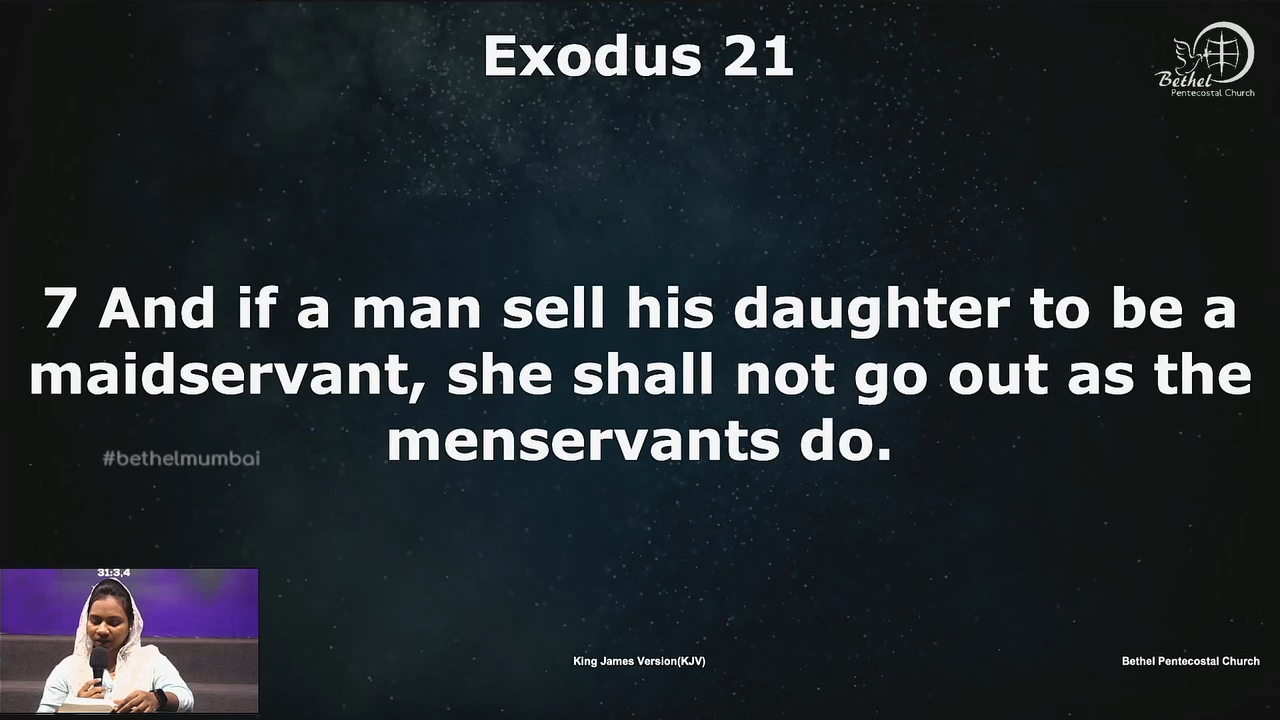 Exodus 21
Bethel
Pentecostal Church
7 And if a man sell his daughter to be a
maidservant, she shall not go out as the
menservants do.
#bethelmumbai
31:3,4
King James Version(KJV)
Bethel Pentecostal Church